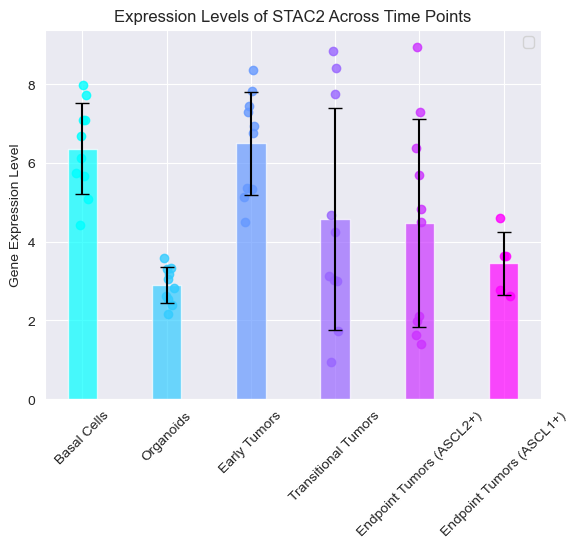 Expression Levels of STAC2 Across Time Points
Gene Expression Level
8
6
4
2
0
Basal Cells
Organoids
Early Tumors
Transitional Tumors
Endpoint Tumors (ASCL2+)
Endpoint Tumors (ASCL1+)